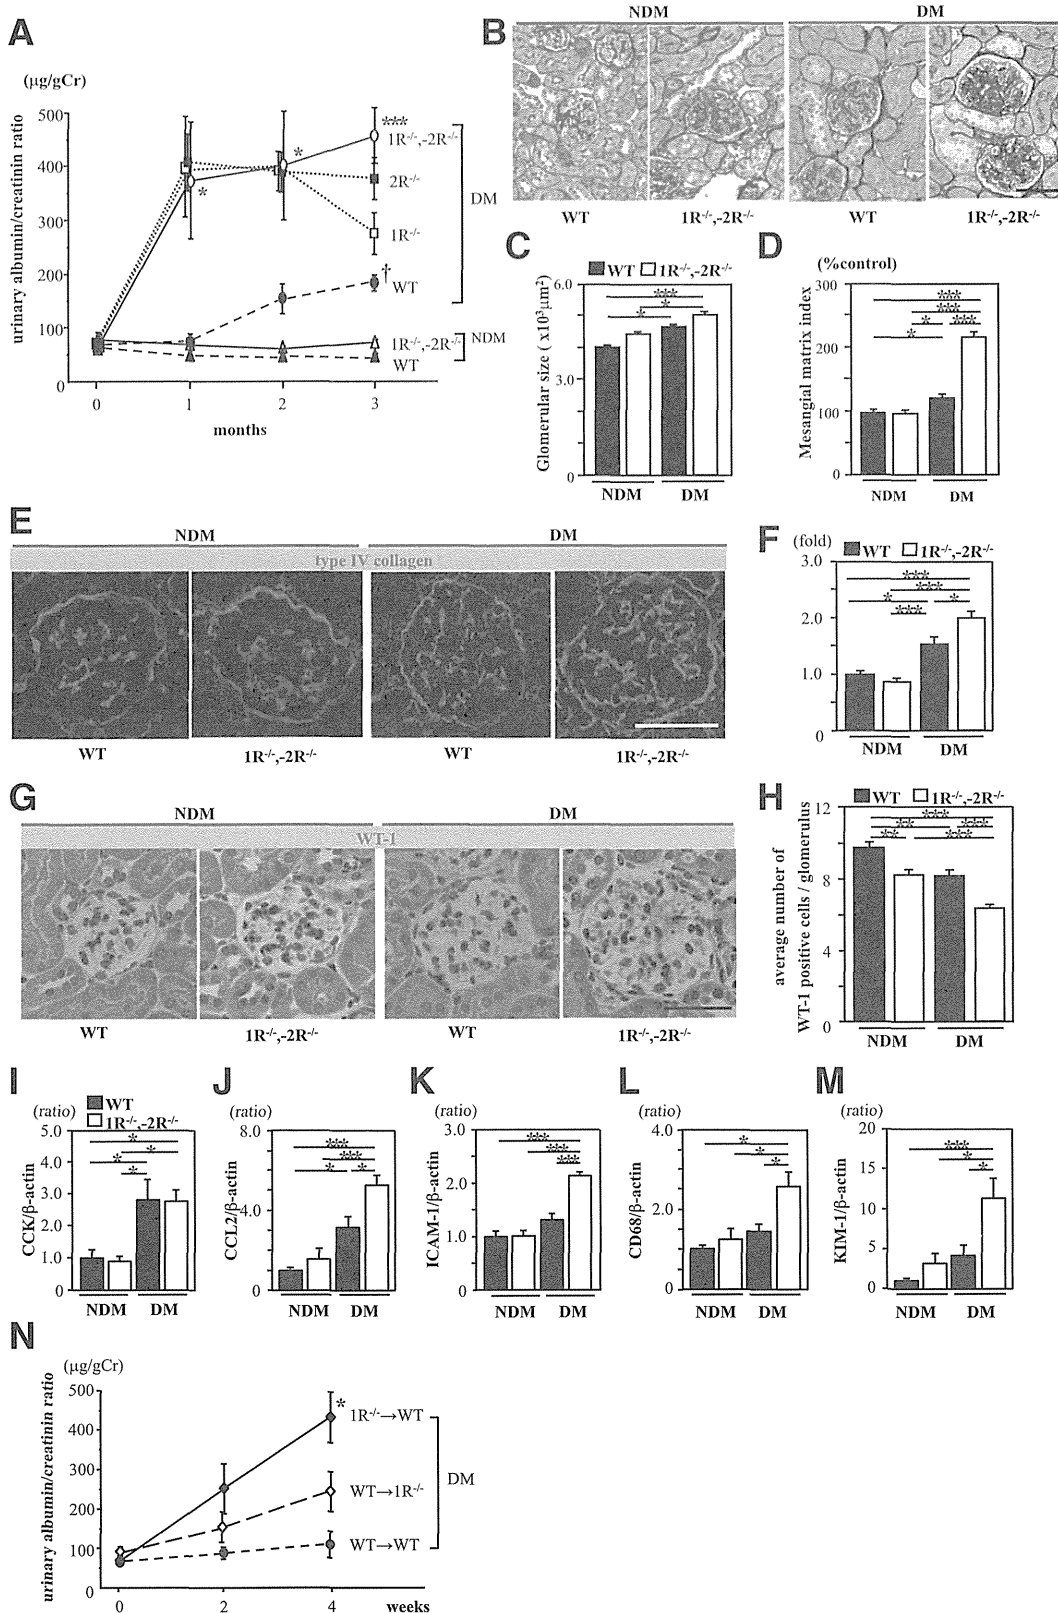 A
(μg/gCr)
urinary albumin/creatinin ratio
500
400
300
200
100
0
0
1
2
3
months
***
*
*
†
1R-/-,-2R-/-
2R-/-
1R-/-
WT
DM
1R-/-,-2R-/-
WT
NDM
B
NDM
DM
WT
1R-/-,-2R-/-
WT
1R-/-,-2R-/-
C
WT
1R-/-,-2R-/-
Glomerular size ( x10³μm²)
6.0
3.0
0
***
*
*
NDM
DM
D
(%control)
Mesangial matrix index
300
200
100
0
***
***
*
***
*
NDM
DM
E
NDM
DM
type IV collagen
WT
1R-/-,-2R-/-
WT
1R-/-,-2R-/-
F
(fold)
WT
1R-/-,-2R-/-
3.0
2.0
1.0
0
***
***
*
*
***
NDM
DM
G
NDM
DM
WT-1
WT
1R-/-,-2R-/-
WT
1R-/-,-2R-/-
H
WT
1R-/-,-2R-/-
average number of
WT-1 positive cells / glomerulus
12
8
4
0
***
**
***
**
***
NDM
DM
I
WT
1R-/-,-2R-/-
(ratio)
CCK/β-actin
5.0
4.0
3.0
2.0
1.0
0
*
*
*
*
NDM
DM
J
(ratio)
CCL2/β-actin
8.0
4.0
0
***
***
*
*
NDM
DM
K
(ratio)
ICAM-1/β-actin
3.0
2.0
1.0
0
***
***
***
NDM
DM
L
(ratio)
CD68/β-actin
4.0
2.0
0
*
*
*
NDM
DM
M
(ratio)
KIM-1/β-actin
20
15
10
5
0
***
*
*
NDM
DM
N
(μg/gCr)
urinary albumin/creatinin ratio
500
400
300
200
100
0
0
2
4
weeks
*
1R-/-→WT
WT→1R-/-
WT→WT
DM